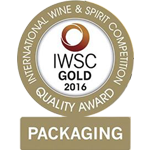 INTERNATIONAL WINE & SPIRIT COMPETITION
IWSC
GOLD
2016
QUALITY AWARD
PACKAGING